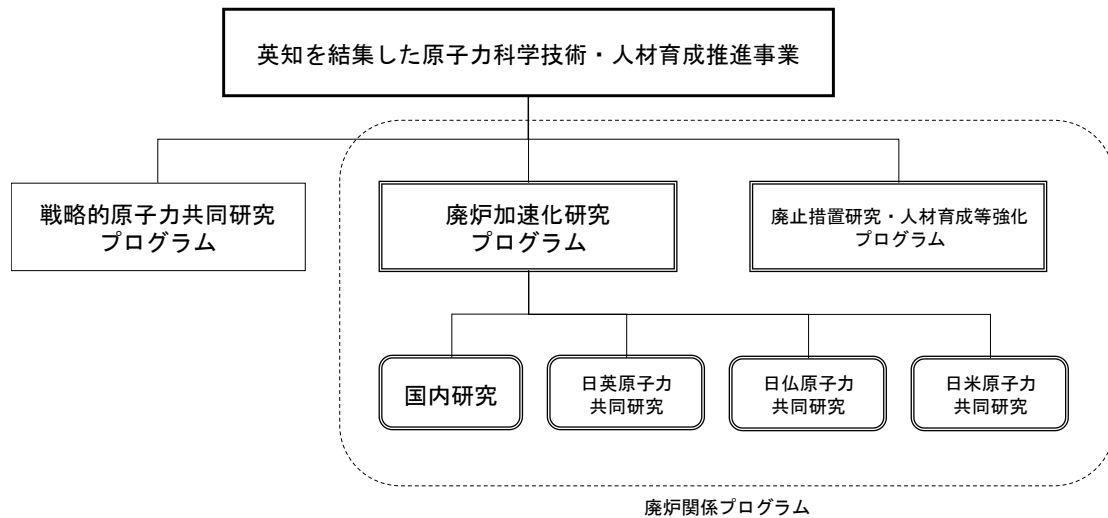 英知を結集した原子力科学技術・人材育成推進事業
戦略的原子力共同研究
プログラム
廃炉加速化研究
プログラム
廃止措置研究・人材育成等強化
プログラム
国内研究
日英原子力
共同研究
日仏原子力
共同研究
日米原子力
共同研究
廃炉関係プログラム